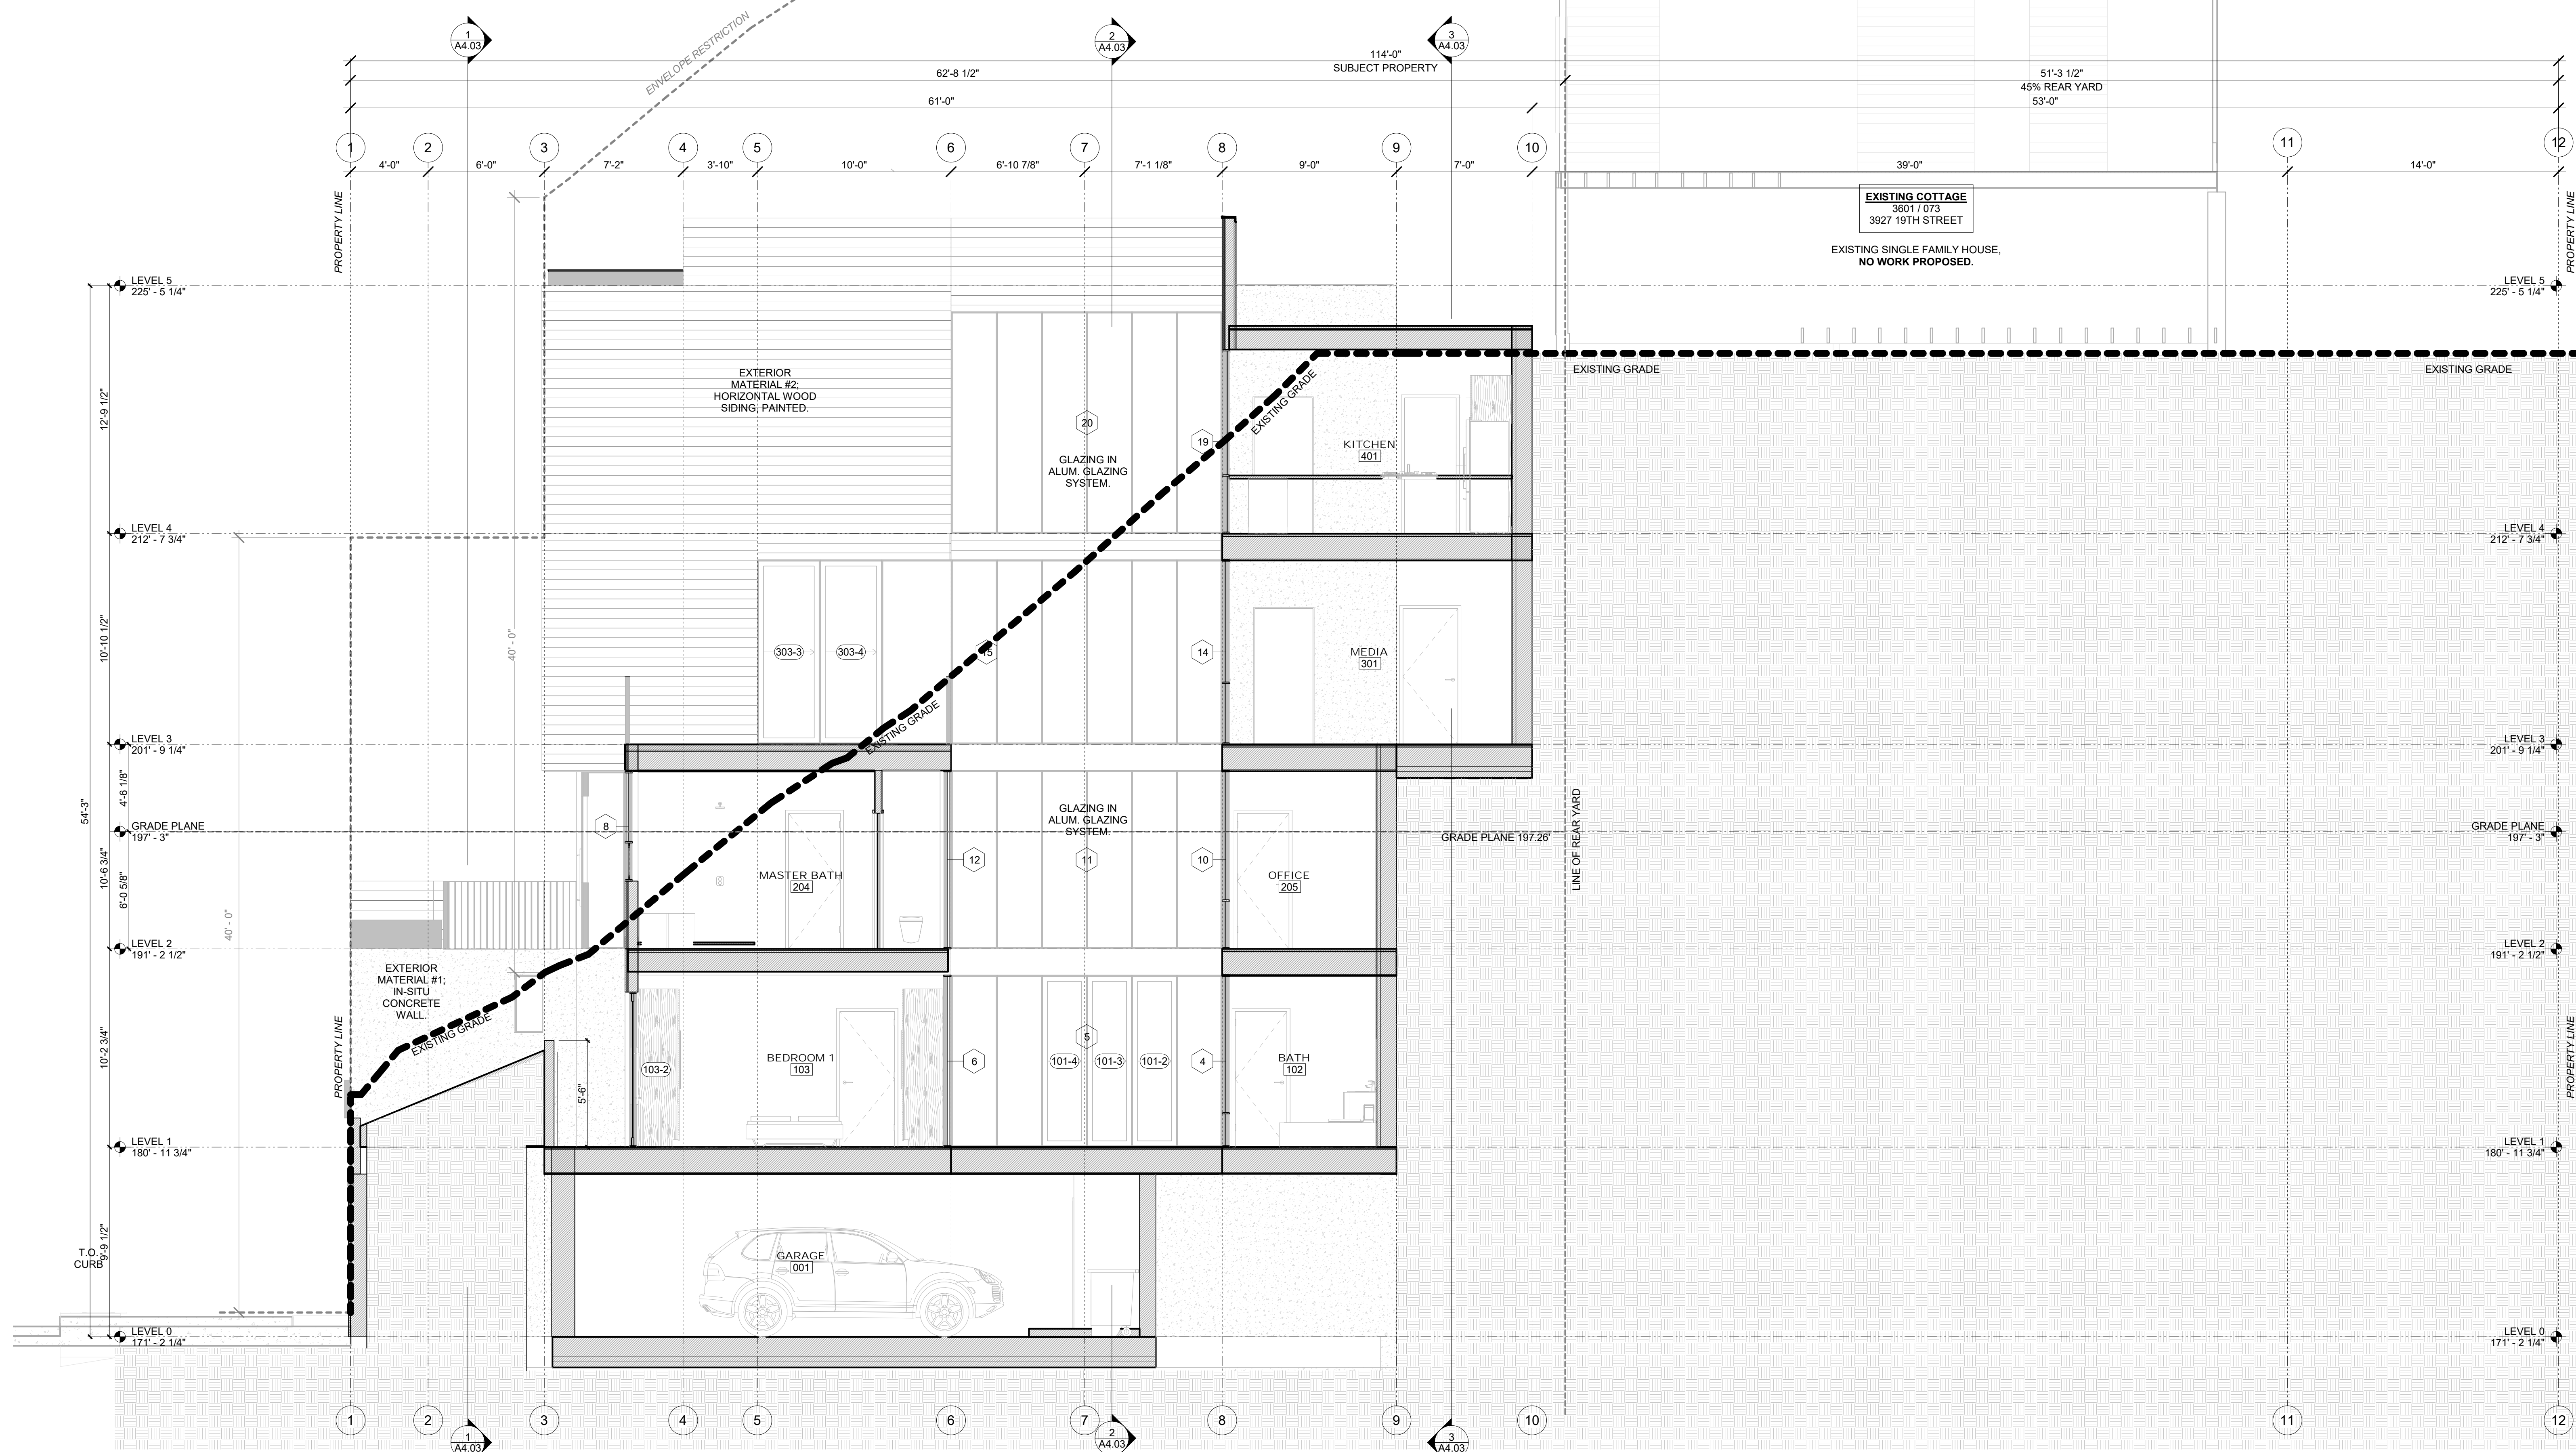 1
A4.03
2
A4.03
3
A4.03
ENVELOPE RESTRICTION
114'-0"
SUBJECT PROPERTY
62'-8 1/2"
51'-3 1/2"
45% REAR YARD
61'-0"
53'-0"
1
2
3
4
5
6
7
8
9
10
11
12
4'-0"
6'-0"
7'-2"
3'-10"
10'-0"
6'-10 7/8"
7'-1 1/8"
9'-0"
7'-0"
39'-0"
14'-0"
PROPERTY LINE
PROPERTY LINE
EXISTING COTTAGE
3601 / 073
3927 19TH STREET
EXISTING SINGLE FAMILY HOUSE,
NO WORK PROPOSED.
LEVEL 5
225' - 5 1/4"
LEVEL 5
225' - 5 1/4"
EXISTING GRADE
EXISTING GRADE
EXISTING GRADE
EXTERIOR
MATERIAL #2;
HORIZONTAL WOOD
SIDING; PAINTED.
12'-9 1/2"
20
19
GLAZING IN
ALUM. GLAZING
SYSTEM.
KITCHEN
401
LEVEL 4
212' - 7 3/4"
LEVEL 4
212' - 7 3/4"
10'-10 1/2"
40' - 0"
303-3
303-4
15
14
MEDIA
301
EXISTING GRADE
LEVEL 3
201' - 9 1/4"
LEVEL 3
201' - 9 1/4"
54'-3"
4'-6 1/8"
GLAZING IN
ALUM. GLAZING
SYSTEM.
8
GRADE PLANE
197' - 3"
GRADE PLANE 197.26'
LINE OF REAR YARD
GRADE PLANE
197' - 3"
10'-6 3/4"
6'-0 5/8"
12
11
10
MASTER BATH
204
OFFICE
205
40' - 0"
LEVEL 2
191' - 2 1/2"
LEVEL 2
191' - 2 1/2"
EXTERIOR
MATERIAL #1;
IN-SITU
CONCRETE
WALL.
EXISTING GRADE
PROPERTY LINE
PROPERTY LINE
10'-2 3/4"
5'-6"
103-2
BEDROOM 1
103
6
5
101-4
101-3
101-2
4
BATH
102
LEVEL 1
180' - 11 3/4"
LEVEL 1
180' - 11 3/4"
9'-9 1/2"
T.O.
CURB
GARAGE
001
LEVEL 0
171' - 2 1/4"
LEVEL 0
171' - 2 1/4"
1
2
3
4
5
6
7
8
9
10
11
12
1
A4.03
2
A4.03
3
A4.03